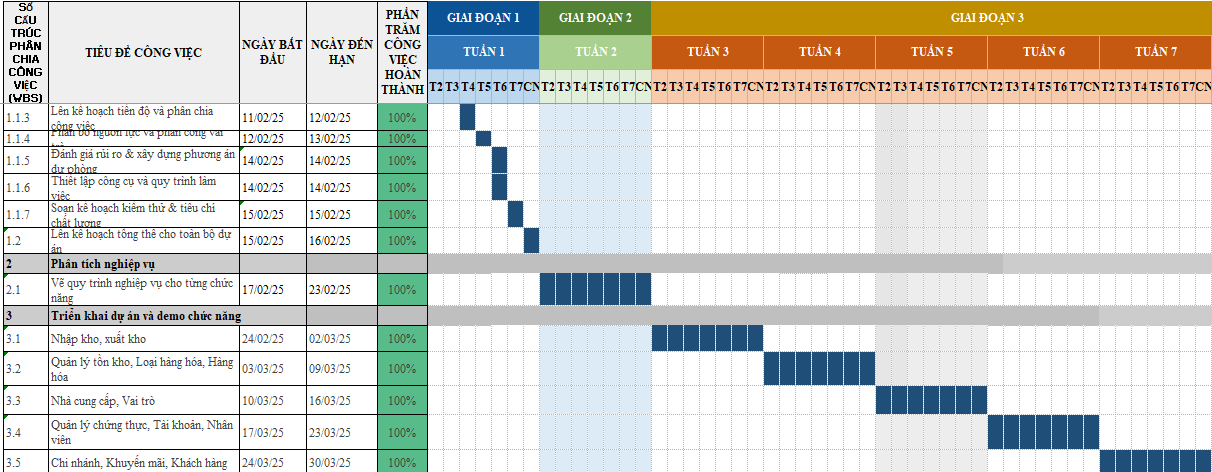 Số CẤU TRÚC PHÂN CHIA CÔNG VIỆC (WBS)
TIÊU ĐỀ CÔNG VIỆC
NGÀY BẮT ĐẦU
NGÀY ĐẾN HẠN
PHẦN TRĂM CÔNG VIỆC HOÀN THÀNH
GIAI ĐOẠN 1 GIAI ĐOẠN 2 GIAI ĐOẠN 3
TUẦN 1 TUẦN 2 TUẦN 3 TUẦN 4 TUẦN 5 TUẦN 6 TUẦN 7
T2 T3 T4 T5 T6 T7 CN T2 T3 T4 T5 T6 T7 CN T2 T3 T4 T5 T6 T7 CN T2 T3 T4 T5 T6 T7 CN T2 T3 T4 T5 T6 T7 CN T2 T3 T4 T5 T6 T7 CN T2 T3 T4 T5 T6 T7 CN
1.1.3 Lên kế hoạch tiến độ và phân chia công việc 11/02/25 12/02/25 100%
1.1.4 Phân bổ nguồn lực và phân công vai 12/02/25 13/02/25 100%
1.1.5 Đánh giá rủi ro & xây dựng phương án dự phòng 14/02/25 14/02/25 100%
1.1.6 Thiết lập công cụ và quy trình làm việc 14/02/25 14/02/25 100%
1.1.7 Soạn kế hoạch kiểm thử & tiêu chí chất lượng 15/02/25 15/02/25 100%
1.2 Lên kế hoạch tổng thể cho toàn bộ dự án 15/02/25 16/02/25 100%
2 Phân tích nghiệp vụ
2.1 Vẽ quy trình nghiệp vụ cho từng chức năng 17/02/25 23/02/25 100%
3 Triển khai dự án và demo chức năng
3.1 Nhập kho, xuất kho 24/02/25 02/03/25 100%
3.2 Quản lý tồn kho, Loại hàng hóa, Hàng hóa 03/03/25 09/03/25 100%
3.3 Nhà cung cấp, Vai trò 10/03/25 16/03/25 100%
3.4 Quản lý chứng thực, Tài khoản, Nhân viên 17/03/25 23/03/25 100%
3.5 Chi nhánh, Khuyến mãi, Khách hàng 24/03/25 30/03/25 100%